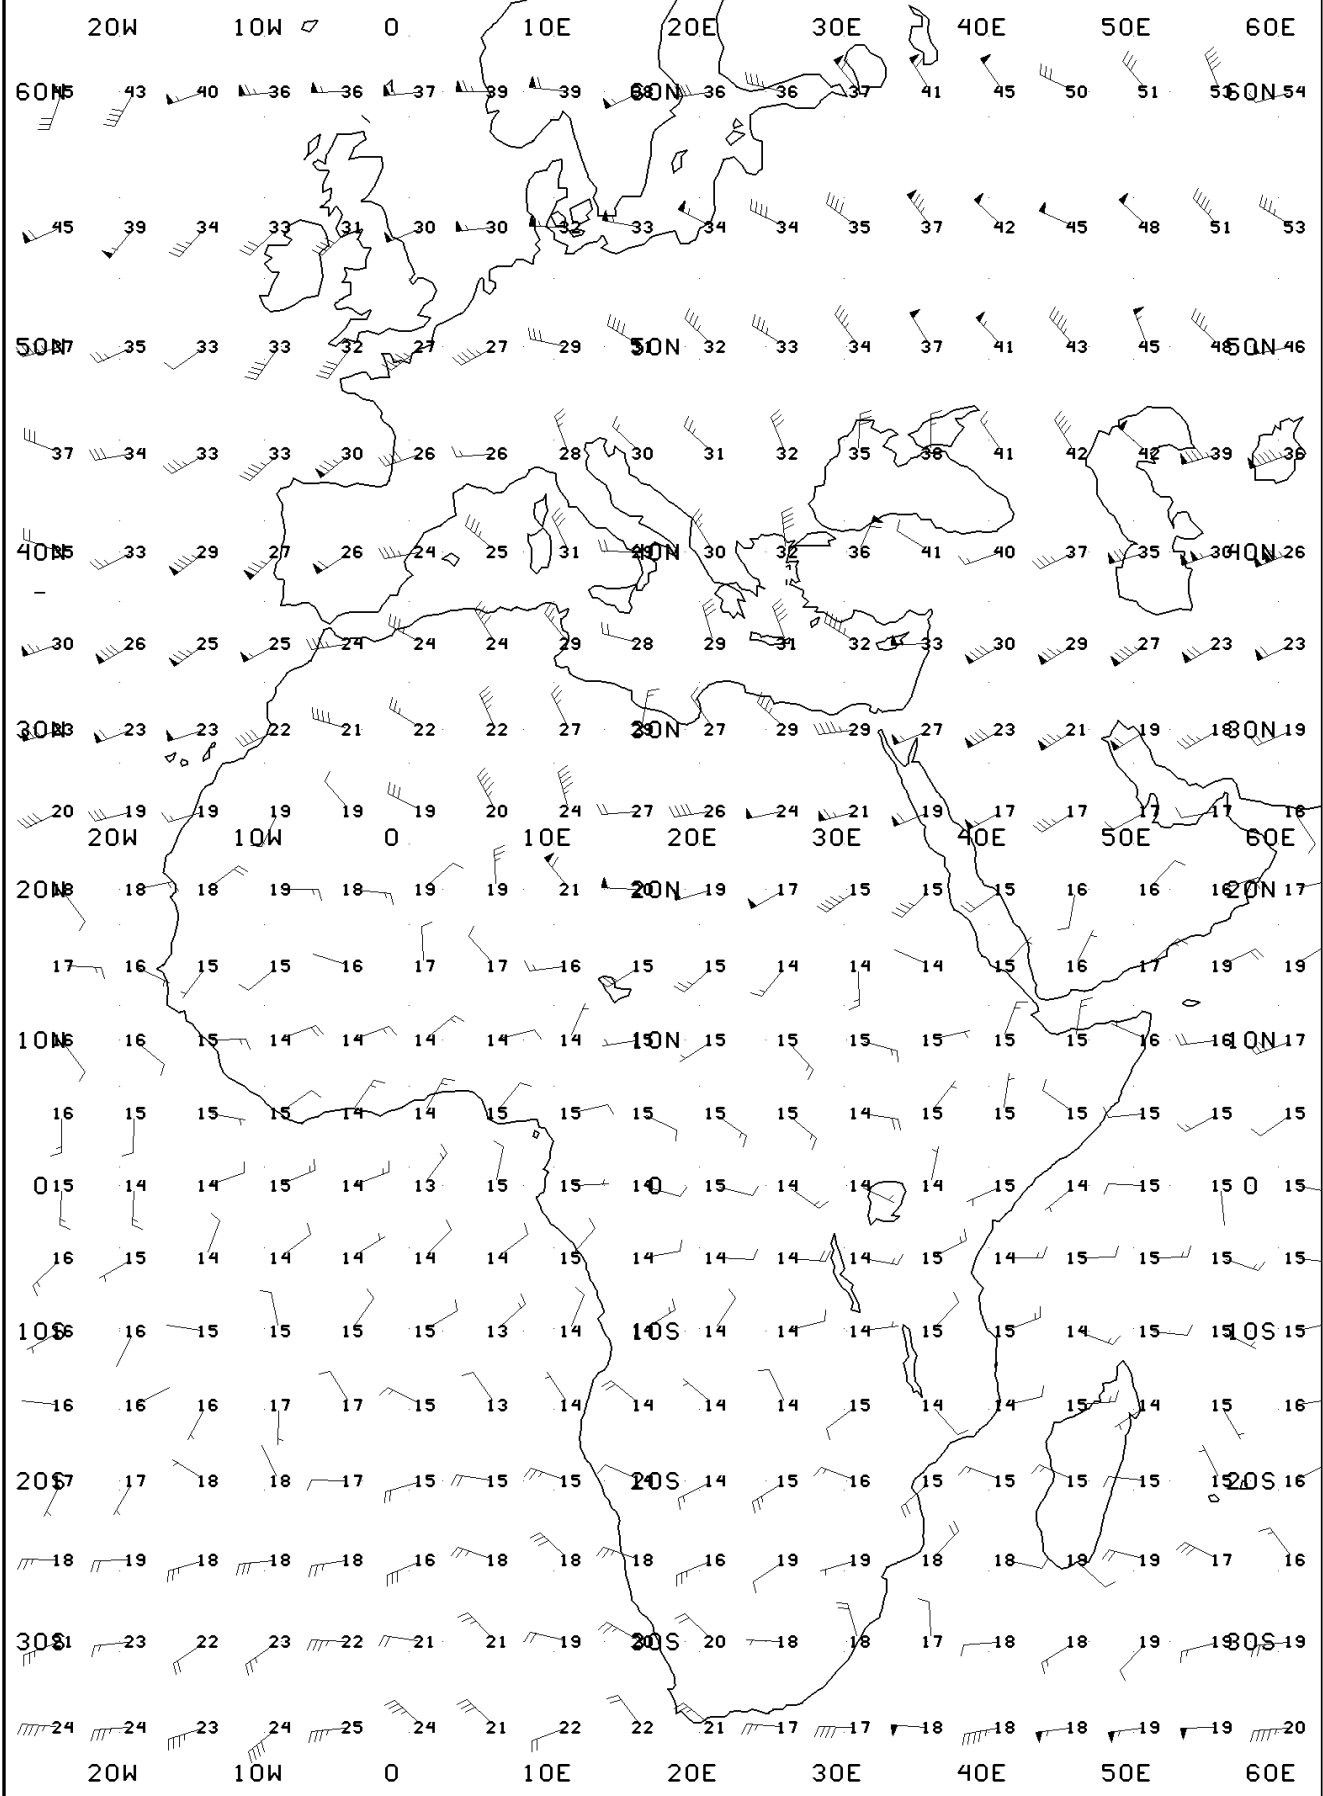 20W 10W 0 10E 20E 30E 40E 50E 60E
60N 43 40 36 36 37 39 39 60N 36 36 37 41 45 50 51 60N 54
45 39 34 33 31 30 30 32 33 34 34 35 37 42 45 48 51 53
50N 35 33 33 32 27 27 29 50N 32 33 34 37 41 43 45 48 50N 46
37 34 33 33 30 26 26 28 30 31 32 35 38 41 42 42 39 36
40N 33 29 27 26 24 25 31 40N 30 32 36 41 40 37 35 30 40N 26
30 26 25 25 24 24 24 29 28 29 31 32 33 30 29 27 23 23
30N 23 23 22 21 22 22 27 30N 27 29 29 27 23 21 19 18 30N 19
20 19 19 19 19 19 20 24 27 26 24 21 19 17 17 17 17 16
20W 10W 0 10E 20E 30E 40E 50E 60E
20N 18 18 19 18 19 19 21 20N 19 17 15 15 15 16 16 16 20N 17
17 16 15 15 16 17 17 16 15 15 14 14 14 15 16 17 19 19
10N 16 15 14 14 14 14 14 10N 15 15 15 15 15 15 16 16 10N 17
16 15 15 15 14 14 15 15 15 15 15 14 15 15 15 15 15 15
0 15 14 14 15 14 13 15 15 14 0 15 14 14 14 15 14 15 15 0 15
16 15 14 14 14 14 14 15 14 14 14 14 15 14 15 15 15 15
10S 16 15 15 15 15 13 14 10S 14 14 14 15 15 14 15 15 10S 15
16 16 16 17 17 15 13 14 14 14 14 15 14 14 15 14 15 16
20S 17 18 18 17 15 15 15 20S 14 15 16 15 15 15 15 15 20S 16
18 19 18 18 18 16 18 18 18 16 19 19 18 18 19 19 17 16
30S 23 22 23 22 21 21 19 30S 20 18 18 17 18 18 19 19 30S 19
24 24 23 24 25 24 21 22 22 21 17 17 18 18 18 19 19 20
20W 10W 0 10E 20E 30E 40E 50E 60E